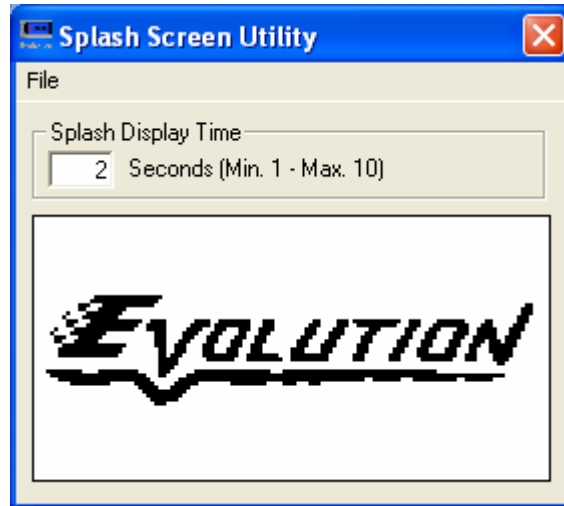 Splash Screen Utility
File
Splash Display Time
2 Seconds (Min. 1 - Max. 10)
EVOLUTION